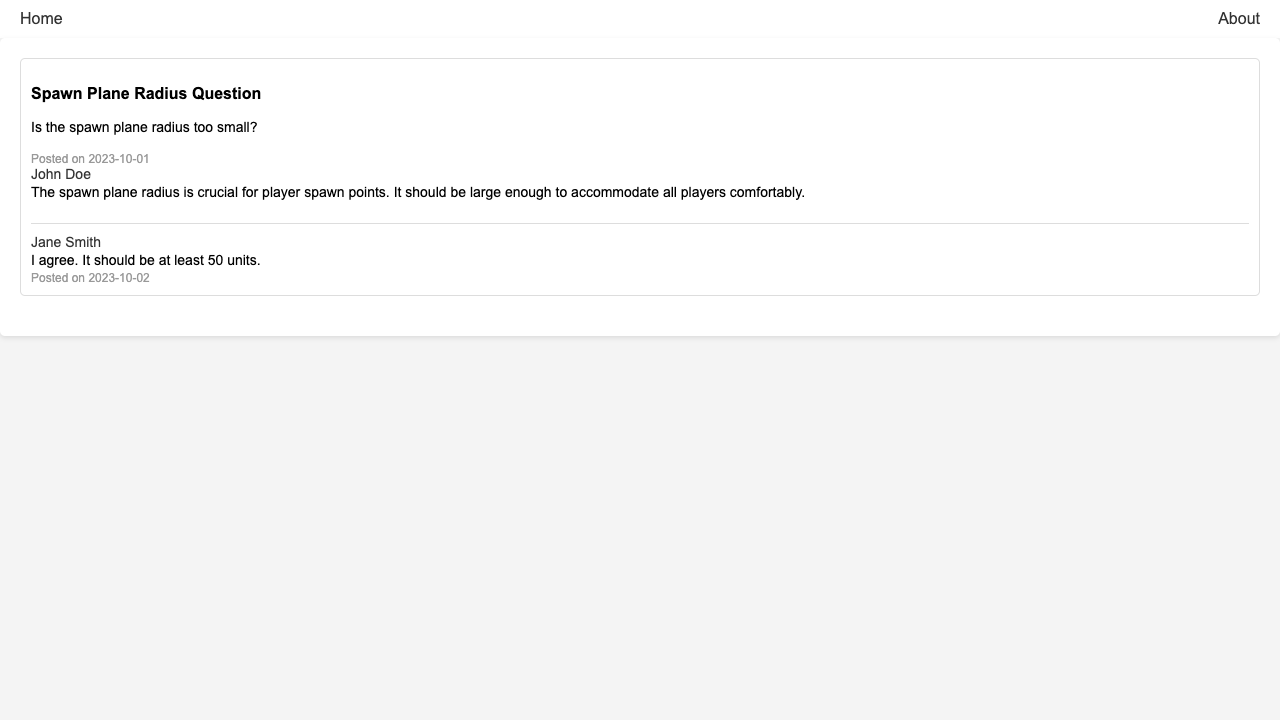 Home
About
Spawn Plane Radius Question
Is the spawn plane radius too small?
Posted on 2023-10-01
John Doe
The spawn plane radius is crucial for player spawn points. It should be large enough to accommodate all players comfortably.
Jane Smith
I agree. It should be at least 50 units.
Posted on 2023-10-02